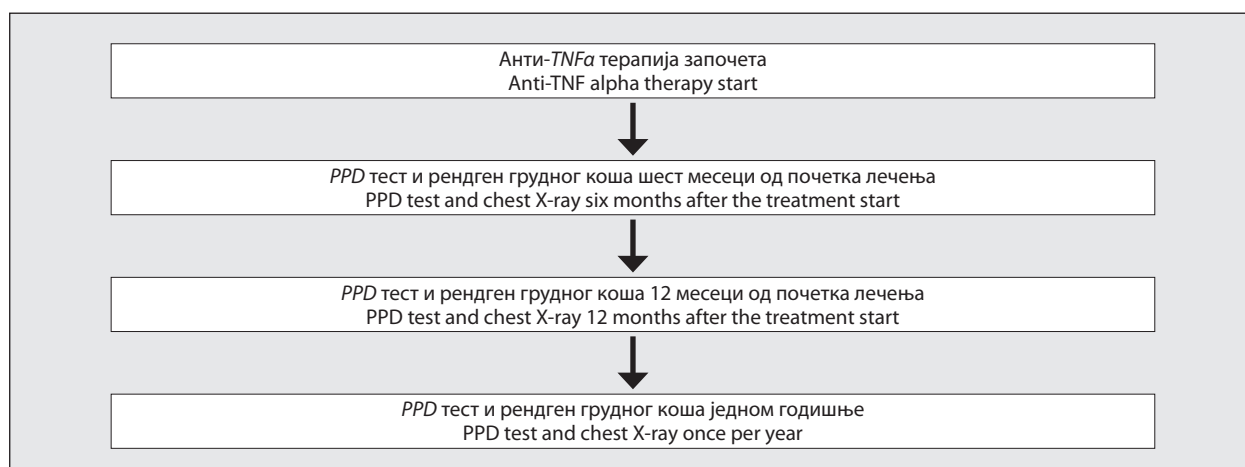 Анти-TNFα терапија започета
Anti-TNF alpha therapy start
PPD тест и рендген грудног коша шест месеци од почетка лечења
PPD test and chest X-ray six months after the treatment start
PPD тест и рендген грудног коша 12 месеци од почетка лечења
PPD test and chest X-ray 12 months after the treatment start
PPD тест и рендген грудног коша једном годишње
PPD test and chest X-ray once per year